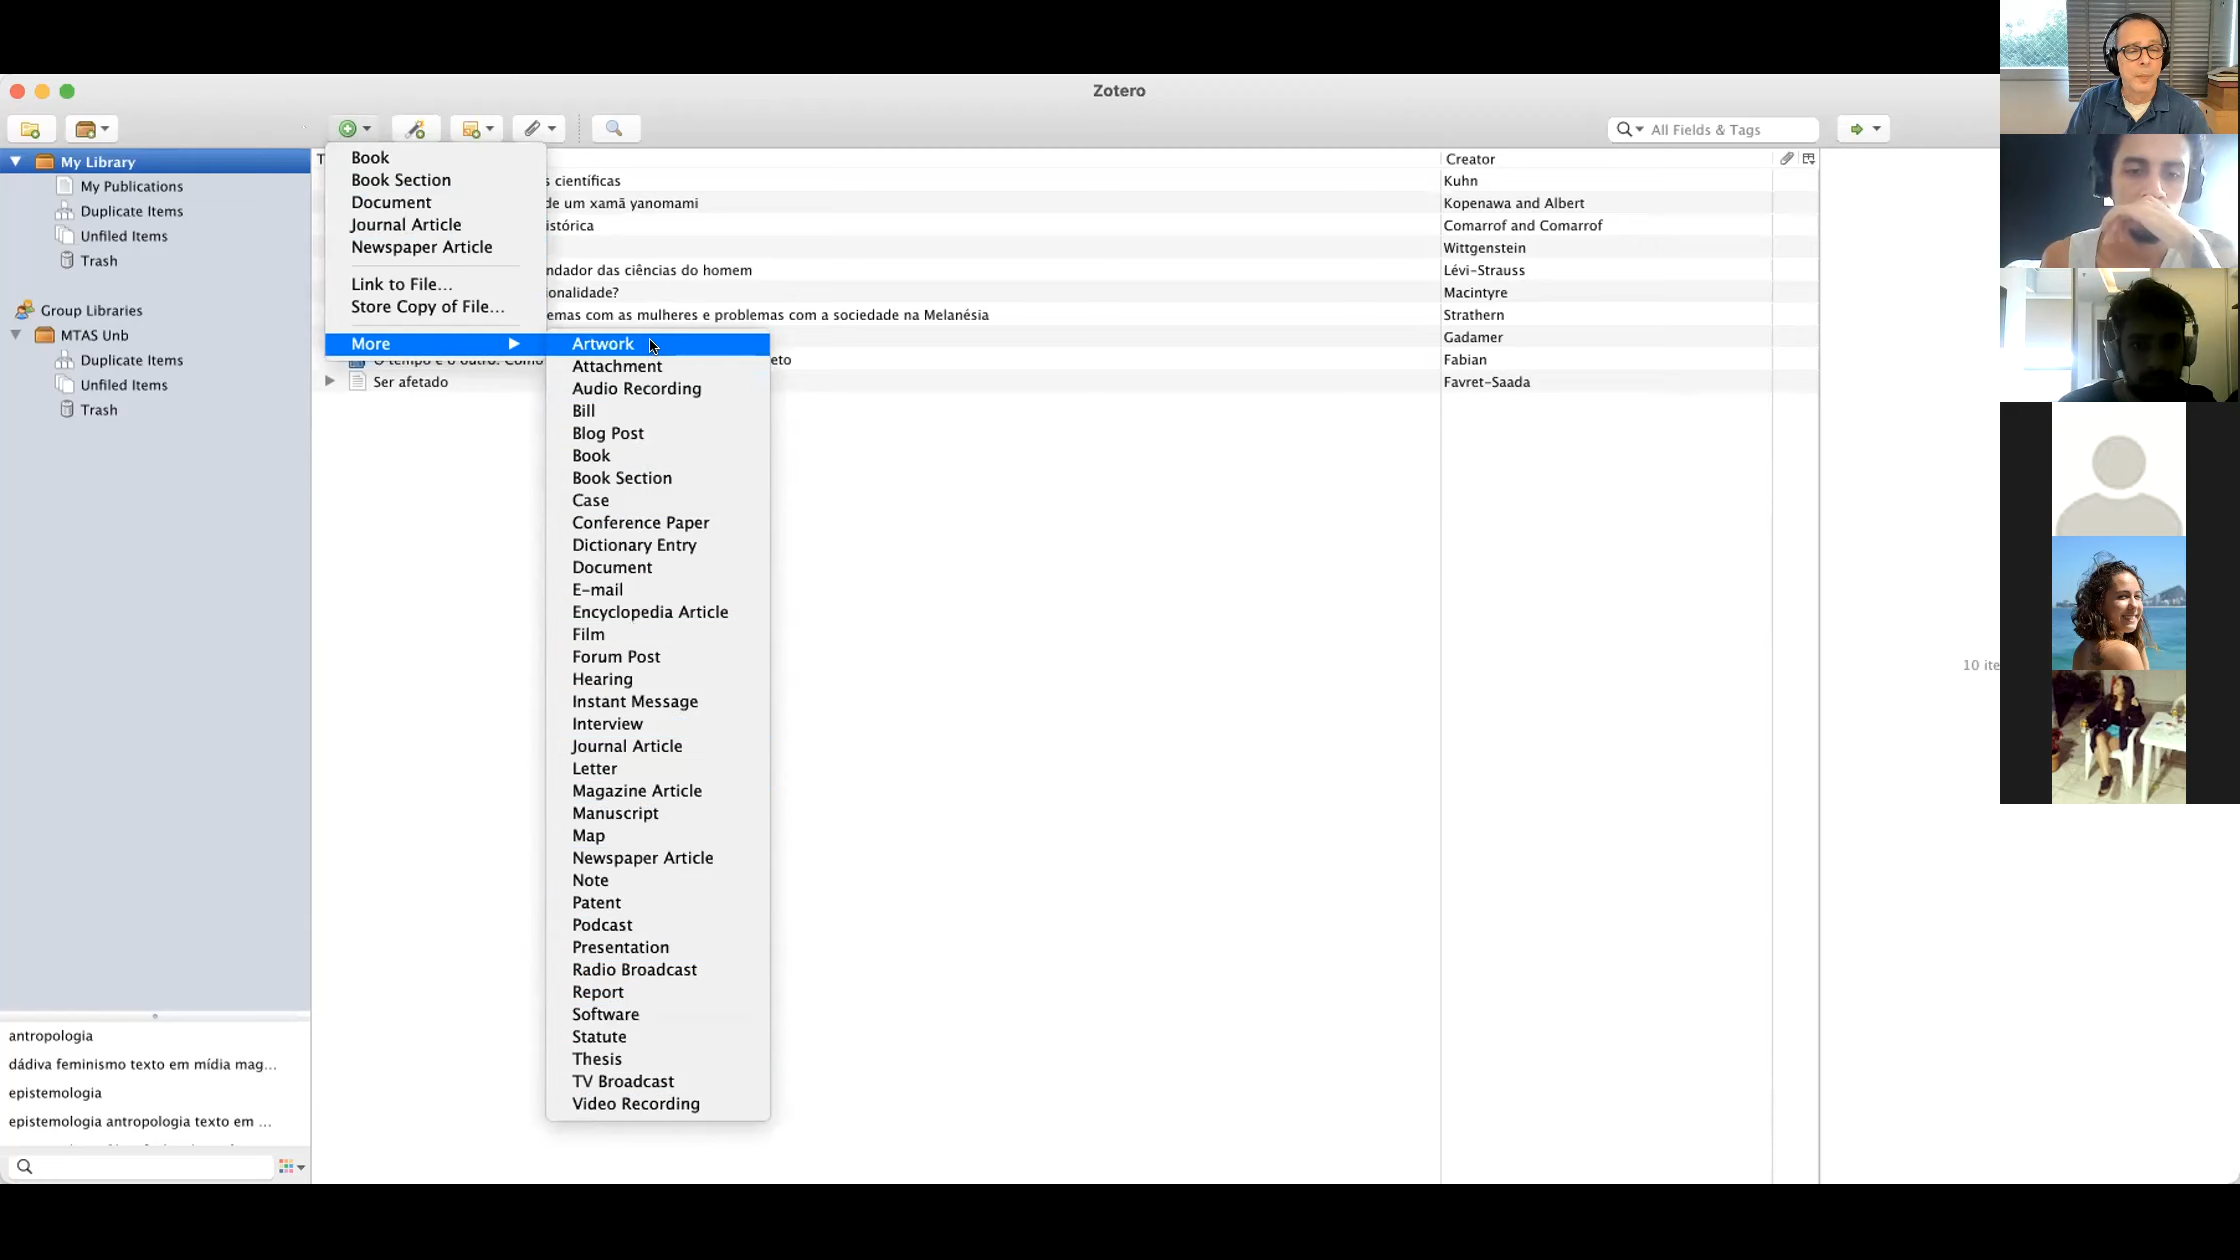 Zotero
All Fields & Tags
My Library
My Publications
Duplicate Items
Unfiled Items
Trash
Group Libraries
MTAS Unb
Duplicate Items
Unfiled Items
Trash
antropologia
dádiva feminismo texto em mídia mag...
epistemologia
epistemologia antropologia texto em ...
Book
Book Section
Document
Journal Article
Newspaper Article
Link to File...
Store Copy of File...
More
Artwork
Attachment
Audio Recording
Bill
Blog Post
Book
Book Section
Case
Conference Paper
Dictionary Entry
Document
E-mail
Encyclopedia Article
Film
Forum Post
Hearing
Instant Message
Interview
Journal Article
Letter
Magazine Article
Manuscript
Map
Newspaper Article
Note
Patent
Podcast
Presentation
Radio Broadcast
Report
Software
Statute
Thesis
TV Broadcast
Video Recording
Creator
s científicas Kuhn
de um xamã yanomami Kopenawa and Albert
istórica Comarrof and Comarrof
Wittgenstein
ndador das ciências do homem Lévi-Strauss
ionalidade? Macintyre
emas com as mulheres e problemas com a sociedade na Melanésia Strathern
Gadamer
O tempo e o outro: Como eto Fabian
Ser afetado Favret-Saada
10 ite